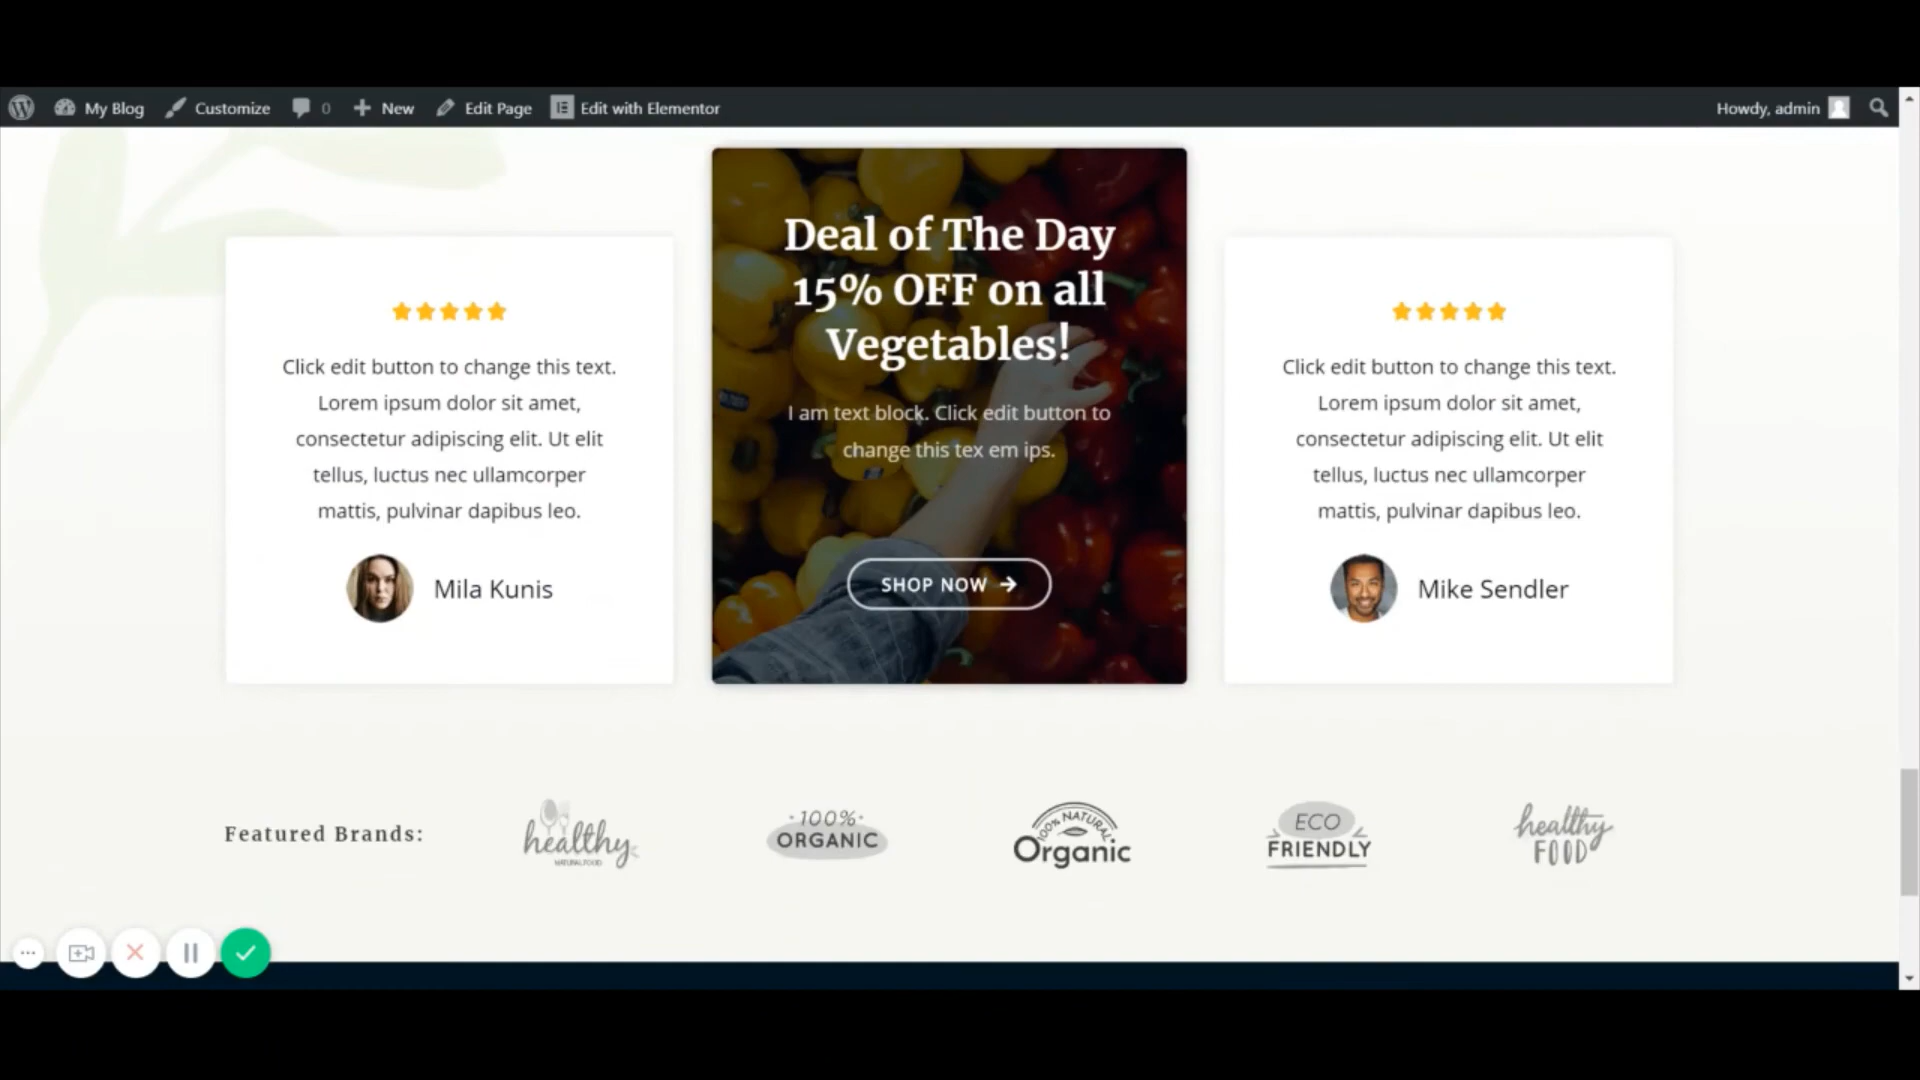 My Blog Customize 0 New Edit Page Edit with Elementor Howdy, admin
Click edit button to change this text.
Lorem ipsum dolor sit amet,
consectetur adipiscing elit. Ut elit
tellus, luctus nec ullamcorper
mattis, pulvinar dapibus leo.
Mila Kunis
Deal of The Day
15% OFF on all
Vegetables!
I am text block. Click edit button to
change this tex em ips.
SHOP NOW
Click edit button to change this text.
Lorem ipsum dolor sit amet,
consectetur adipiscing elit. Ut elit
tellus, luctus nec ullamcorper
mattis, pulvinar dapibus leo.
Mike Sendler
Featured Brands:
healthy
NATURAL FOOD
100%
ORGANIC
100% NATURAL
Organic
ECO
FRIENDLY
healthy
FOOD